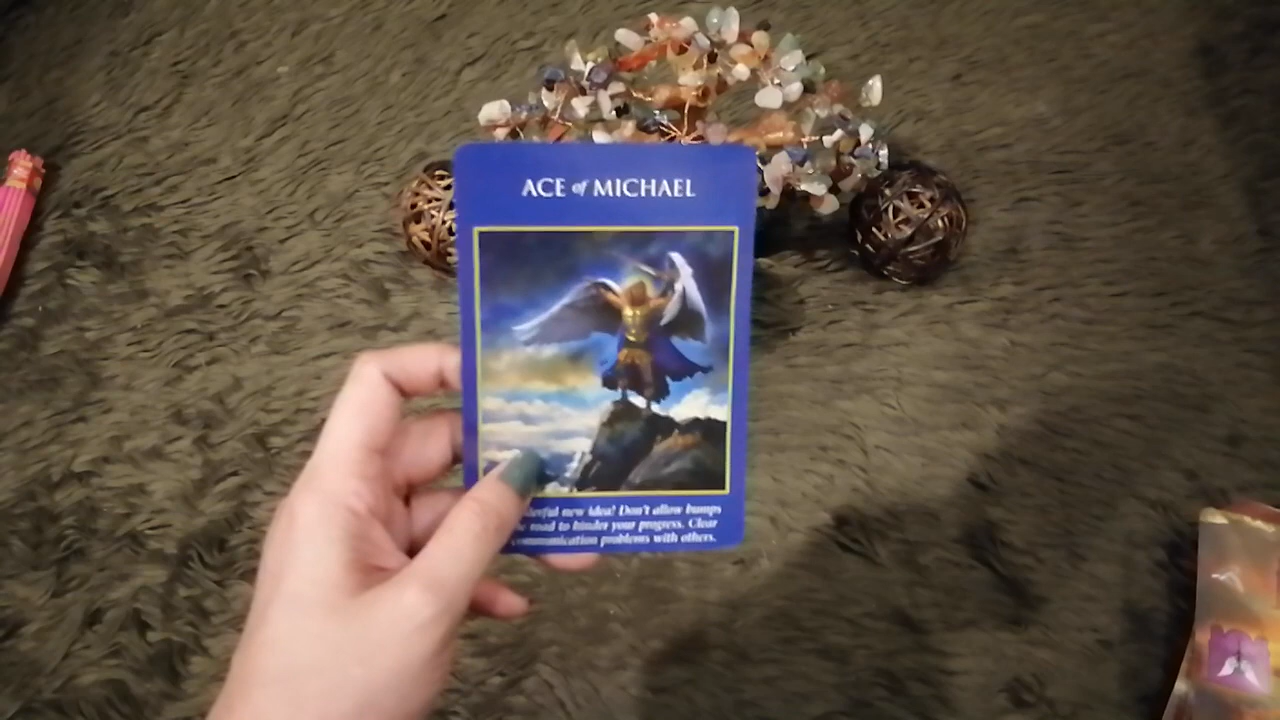 ACE of MICHAEL
new idea! Don't allow bumps
road to hinder your progress. Clear
communication problems with others.